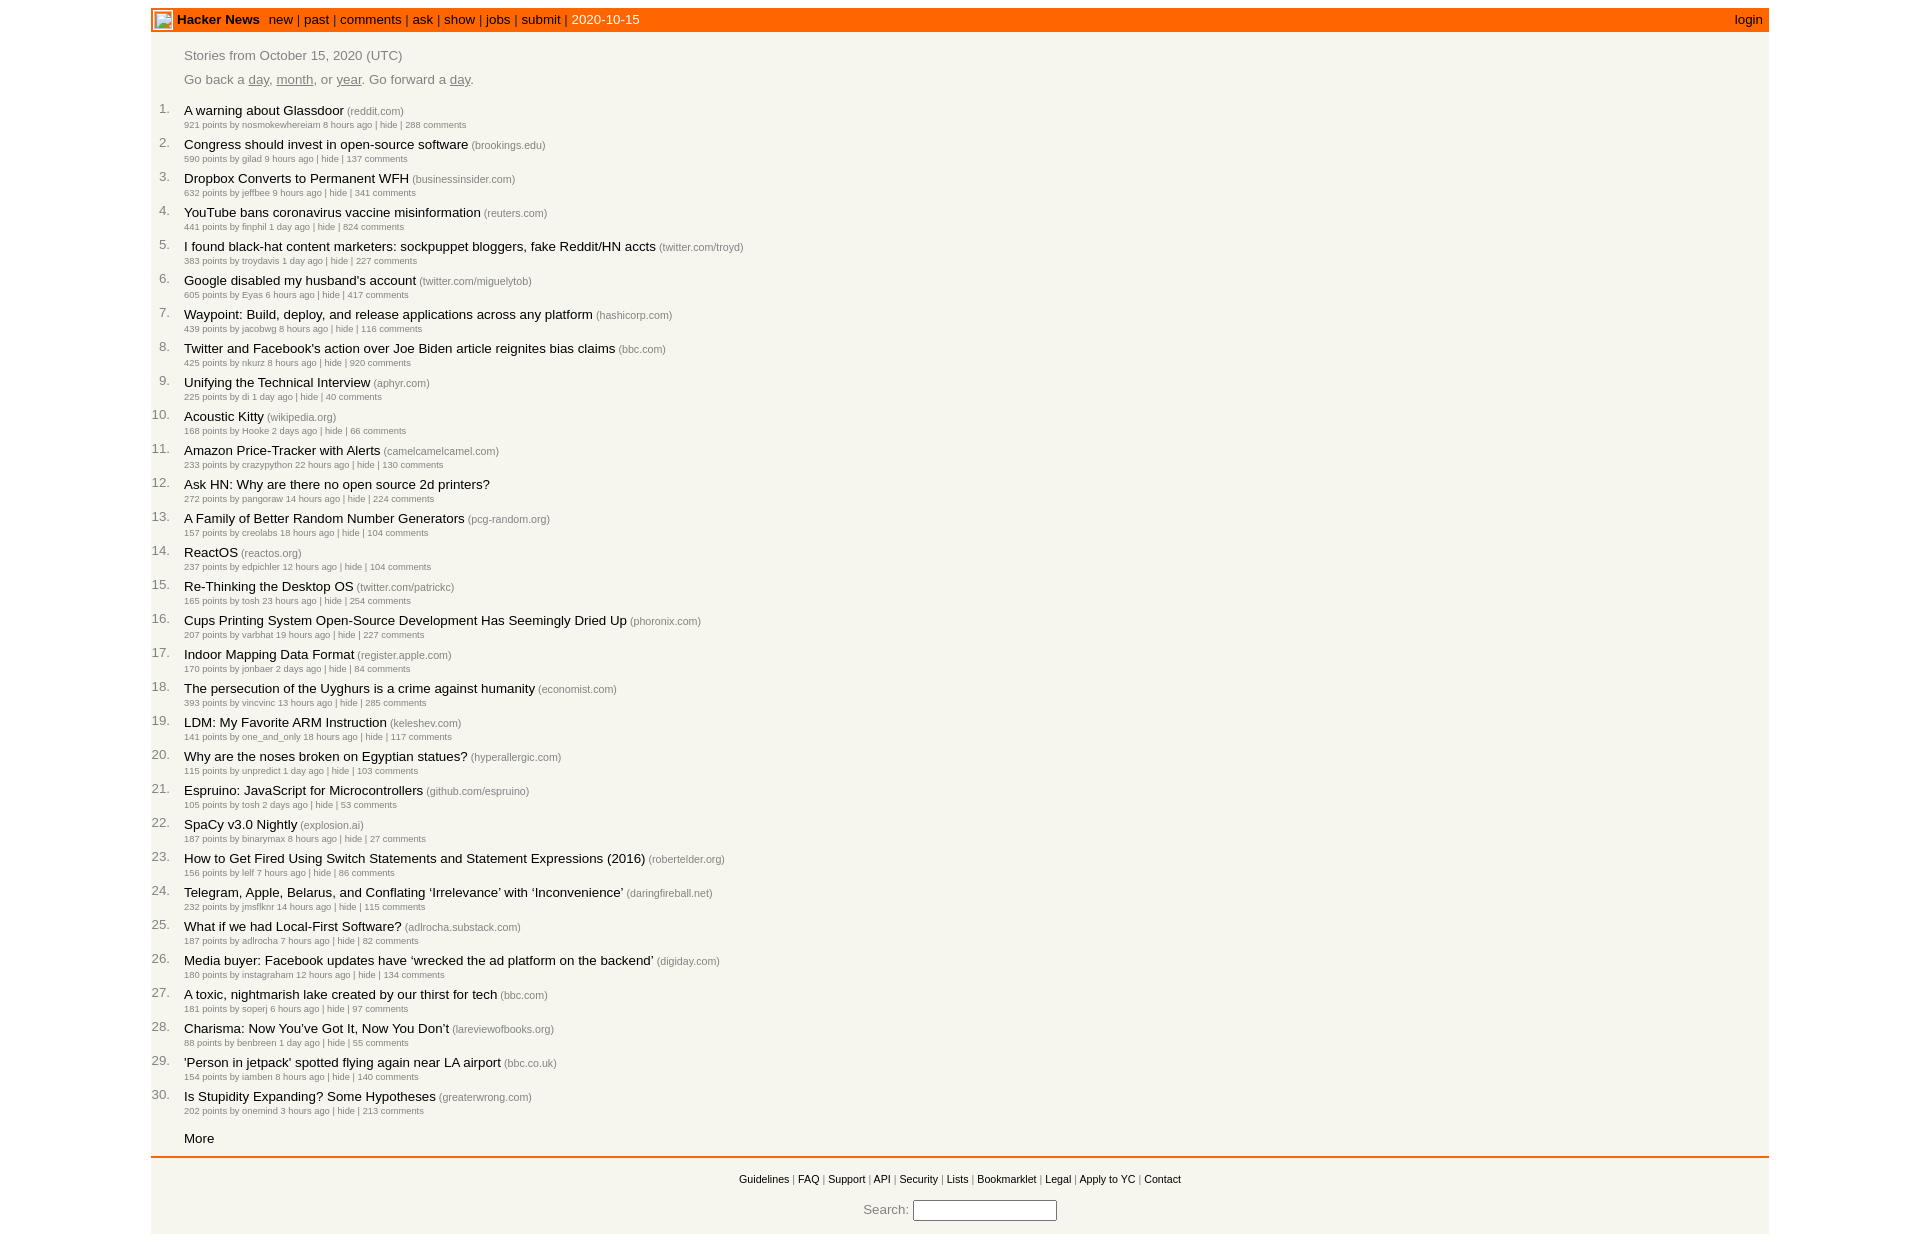 Hacker News new | past | comments | ask | show | jobs | submit | 2020-10-15 login
Stories from October 15, 2020 (UTC)
Go back a day, month, or year. Go forward a day.
1. A warning about Glassdoor (reddit.com)
921 points by nosmokewhereiam 8 hours ago | hide | 288 comments
2. Congress should invest in open-source software (brookings.edu)
590 points by gilad 9 hours ago | hide | 137 comments
3. Dropbox Converts to Permanent WFH (businessinsider.com)
632 points by jeffbee 9 hours ago | hide | 341 comments
4. YouTube bans coronavirus vaccine misinformation (reuters.com)
441 points by finphil 1 day ago | hide | 824 comments
5. I found black-hat content marketers: sockpuppet bloggers, fake Reddit/HN accts (twitter.com/troyd)
383 points by troydavis 1 day ago | hide | 227 comments
6. Google disabled my husband's account (twitter.com/miguelytob)
605 points by Eyas 6 hours ago | hide | 417 comments
7. Waypoint: Build, deploy, and release applications across any platform (hashicorp.com)
439 points by jacobwg 8 hours ago | hide | 116 comments
8. Twitter and Facebook's action over Joe Biden article reignites bias claims (bbc.com)
425 points by nkurz 8 hours ago | hide | 920 comments
9. Unifying the Technical Interview (aphyr.com)
225 points by di 1 day ago | hide | 40 comments
10. Acoustic Kitty (wikipedia.org)
168 points by Hooke 2 days ago | hide | 66 comments
11. Amazon Price-Tracker with Alerts (camelcamelcamel.com)
233 points by crazypython 22 hours ago | hide | 130 comments
12. Ask HN: Why are there no open source 2d printers?
272 points by pangoraw 14 hours ago | hide | 224 comments
13. A Family of Better Random Number Generators (pcg-random.org)
157 points by creolabs 18 hours ago | hide | 104 comments
14. ReactOS (reactos.org)
237 points by edpichler 12 hours ago | hide | 104 comments
15. Re-Thinking the Desktop OS (twitter.com/patrickc)
165 points by tosh 23 hours ago | hide | 254 comments
16. Cups Printing System Open-Source Development Has Seemingly Dried Up (phoronix.com)
207 points by varbhat 19 hours ago | hide | 227 comments
17. Indoor Mapping Data Format (register.apple.com)
170 points by jonbaer 2 days ago | hide | 84 comments
18. The persecution of the Uyghurs is a crime against humanity (economist.com)
393 points by vincvinc 13 hours ago | hide | 285 comments
19. LDM: My Favorite ARM Instruction (keleshev.com)
141 points by one_and_only 18 hours ago | hide | 117 comments
20. Why are the noses broken on Egyptian statues? (hyperallergic.com)
115 points by unpredict 1 day ago | hide | 103 comments
21. Espruino: JavaScript for Microcontrollers (github.com/espruino)
105 points by tosh 2 days ago | hide | 53 comments
22. SpaCy v3.0 Nightly (explosion.ai)
187 points by binarymax 8 hours ago | hide | 27 comments
23. How to Get Fired Using Switch Statements and Statement Expressions (2016) (robertelder.org)
156 points by lelf 7 hours ago | hide | 86 comments
24. Telegram, Apple, Belarus, and Conflating ‘Irrelevance’ with ‘Inconvenience’ (daringfireball.net)
232 points by jmsflknr 14 hours ago | hide | 115 comments
25. What if we had Local-First Software? (adlrocha.substack.com)
187 points by adlrocha 7 hours ago | hide | 82 comments
26. Media buyer: Facebook updates have ‘wrecked the ad platform on the backend’ (digiday.com)
180 points by instagraham 12 hours ago | hide | 134 comments
27. A toxic, nightmarish lake created by our thirst for tech (bbc.com)
181 points by soperj 6 hours ago | hide | 97 comments
28. Charisma: Now You’ve Got It, Now You Don’t (lareviewofbooks.org)
88 points by benbreen 1 day ago | hide | 55 comments
29. 'Person in jetpack' spotted flying again near LA airport (bbc.co.uk)
154 points by iamben 8 hours ago | hide | 140 comments
30. Is Stupidity Expanding? Some Hypotheses (greaterwrong.com)
202 points by onemind 3 hours ago | hide | 213 comments
More
Guidelines | FAQ | Support | API | Security | Lists | Bookmarklet | Legal | Apply to YC | Contact
Search: